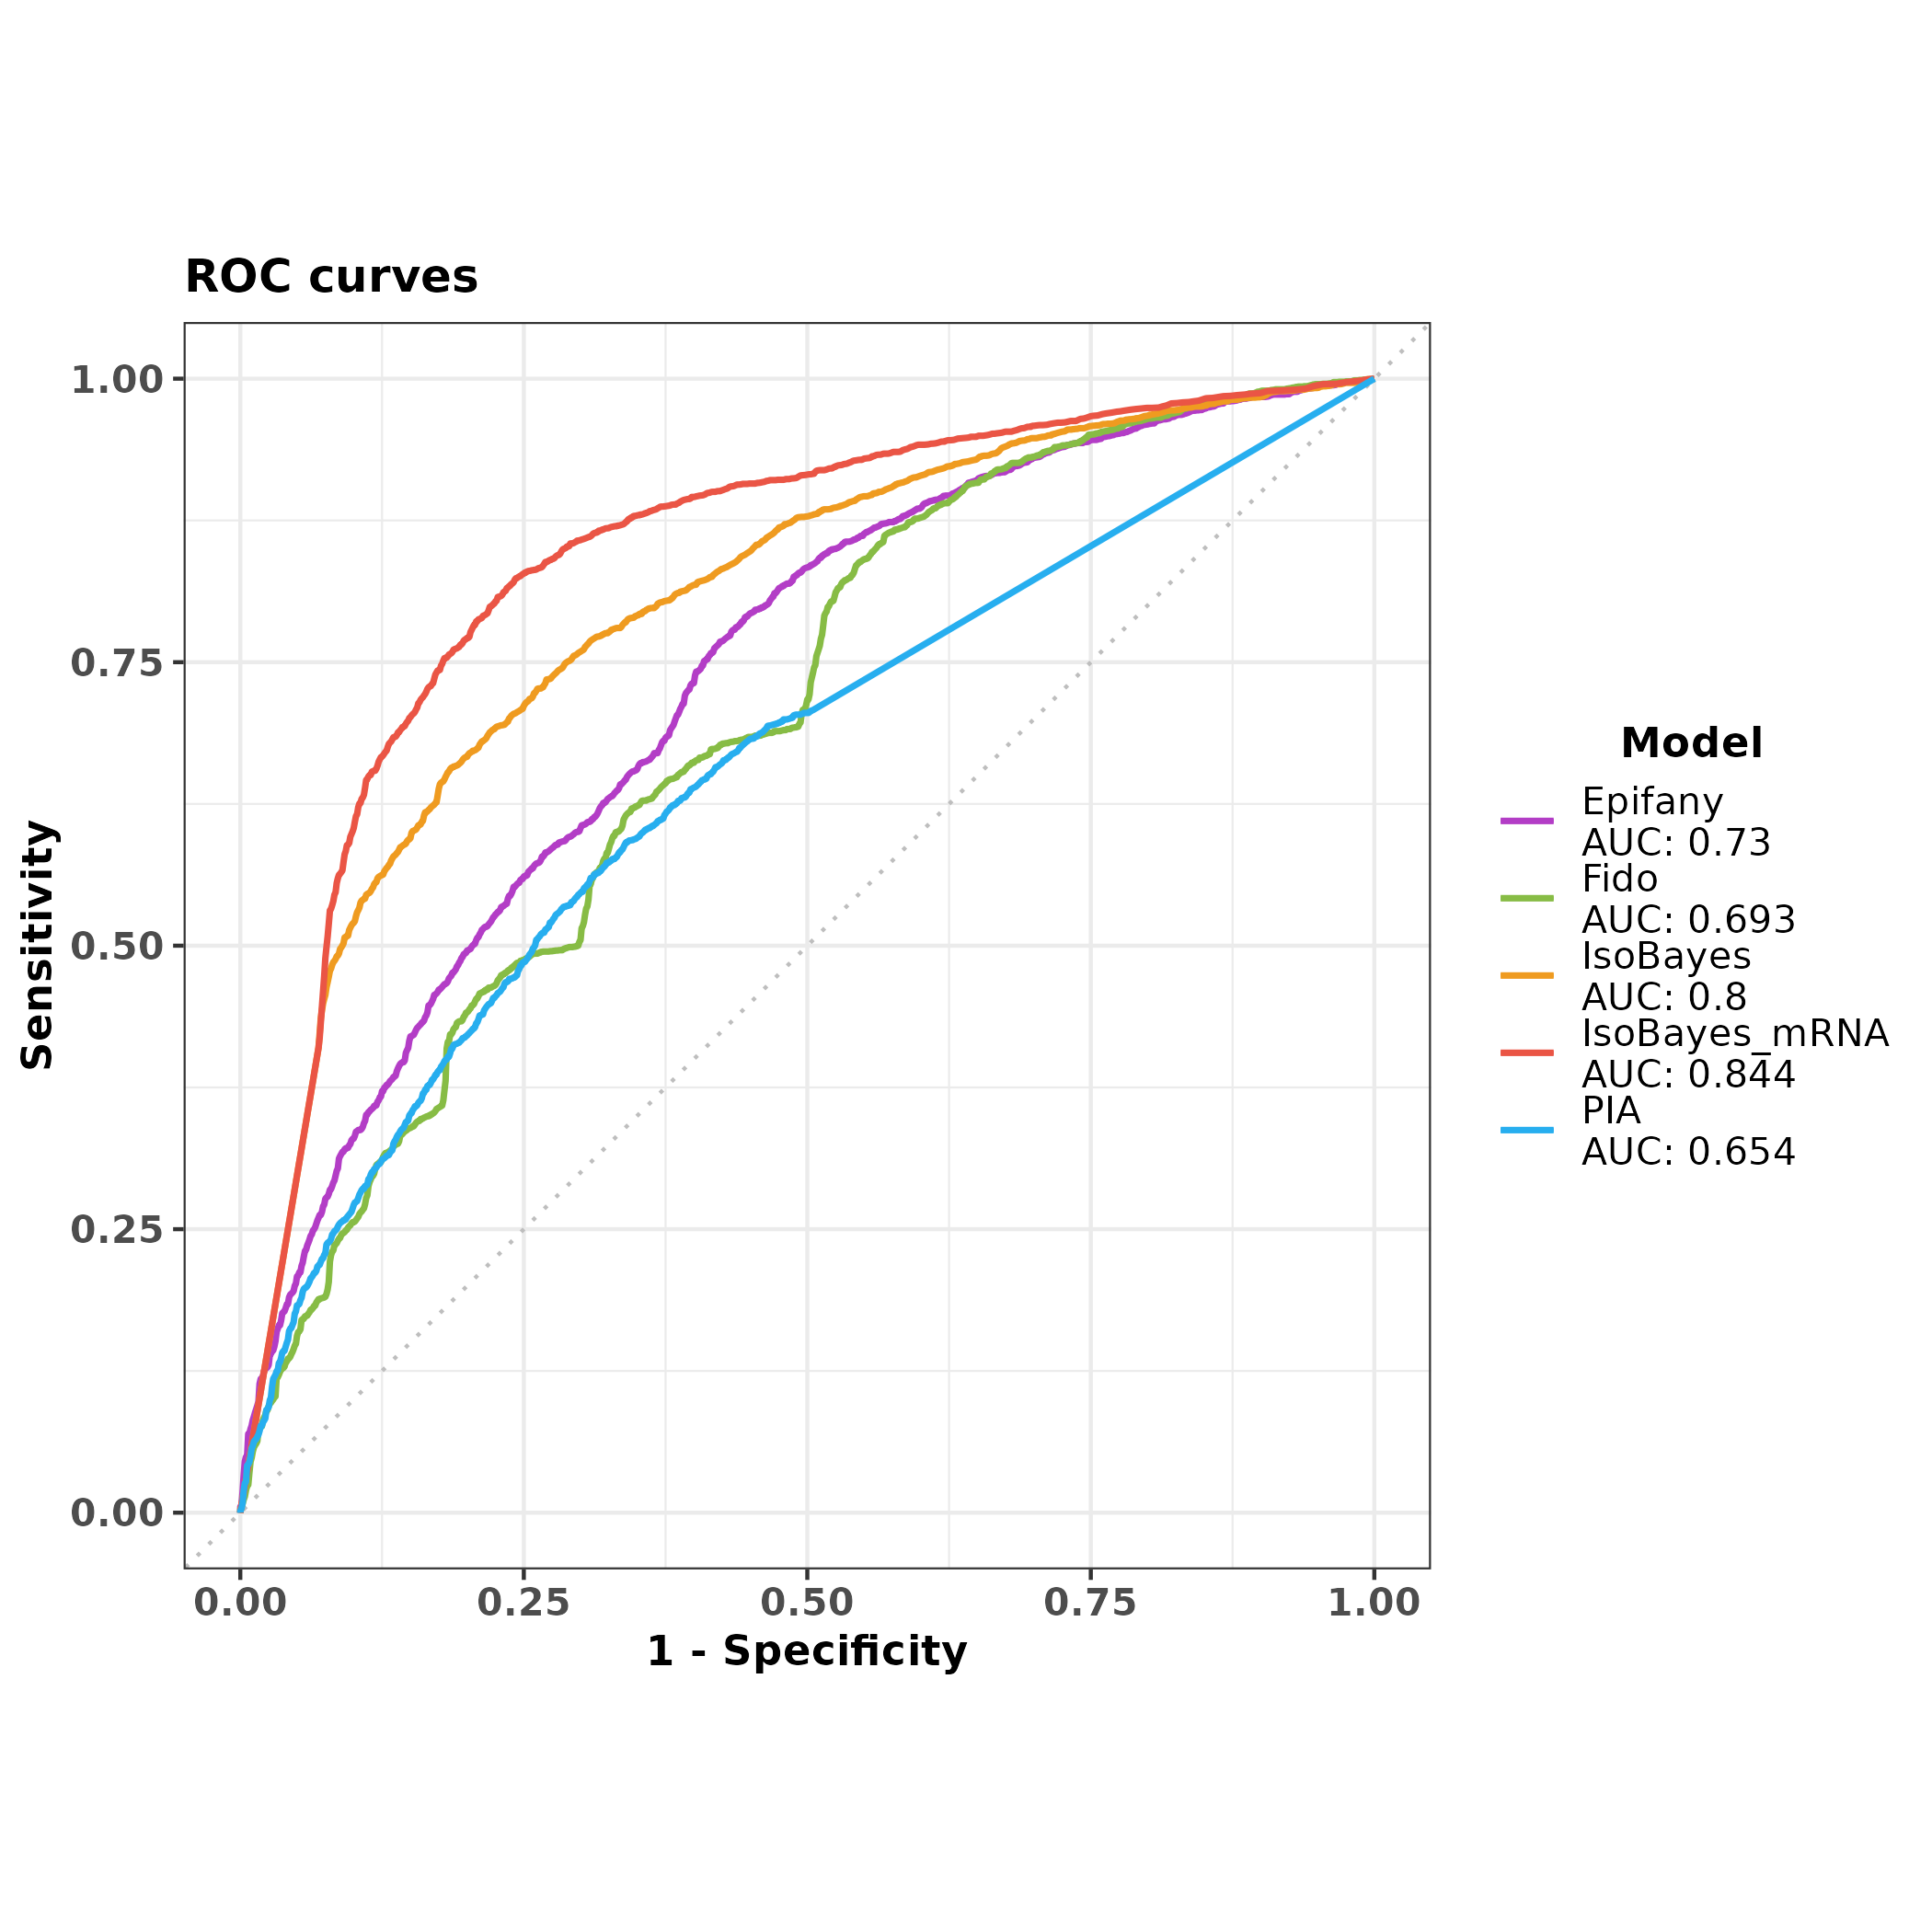 ROC curves
1.00
0.75
0.50
0.25
0.00
Sensitivity
0.00 0.25 0.50 0.75 1.00
1 - Specificity
Model
Epifany
AUC: 0.73
Fido
AUC: 0.693
IsoBayes
AUC: 0.8
IsoBayes_mRNA
AUC: 0.844
PIA
AUC: 0.654